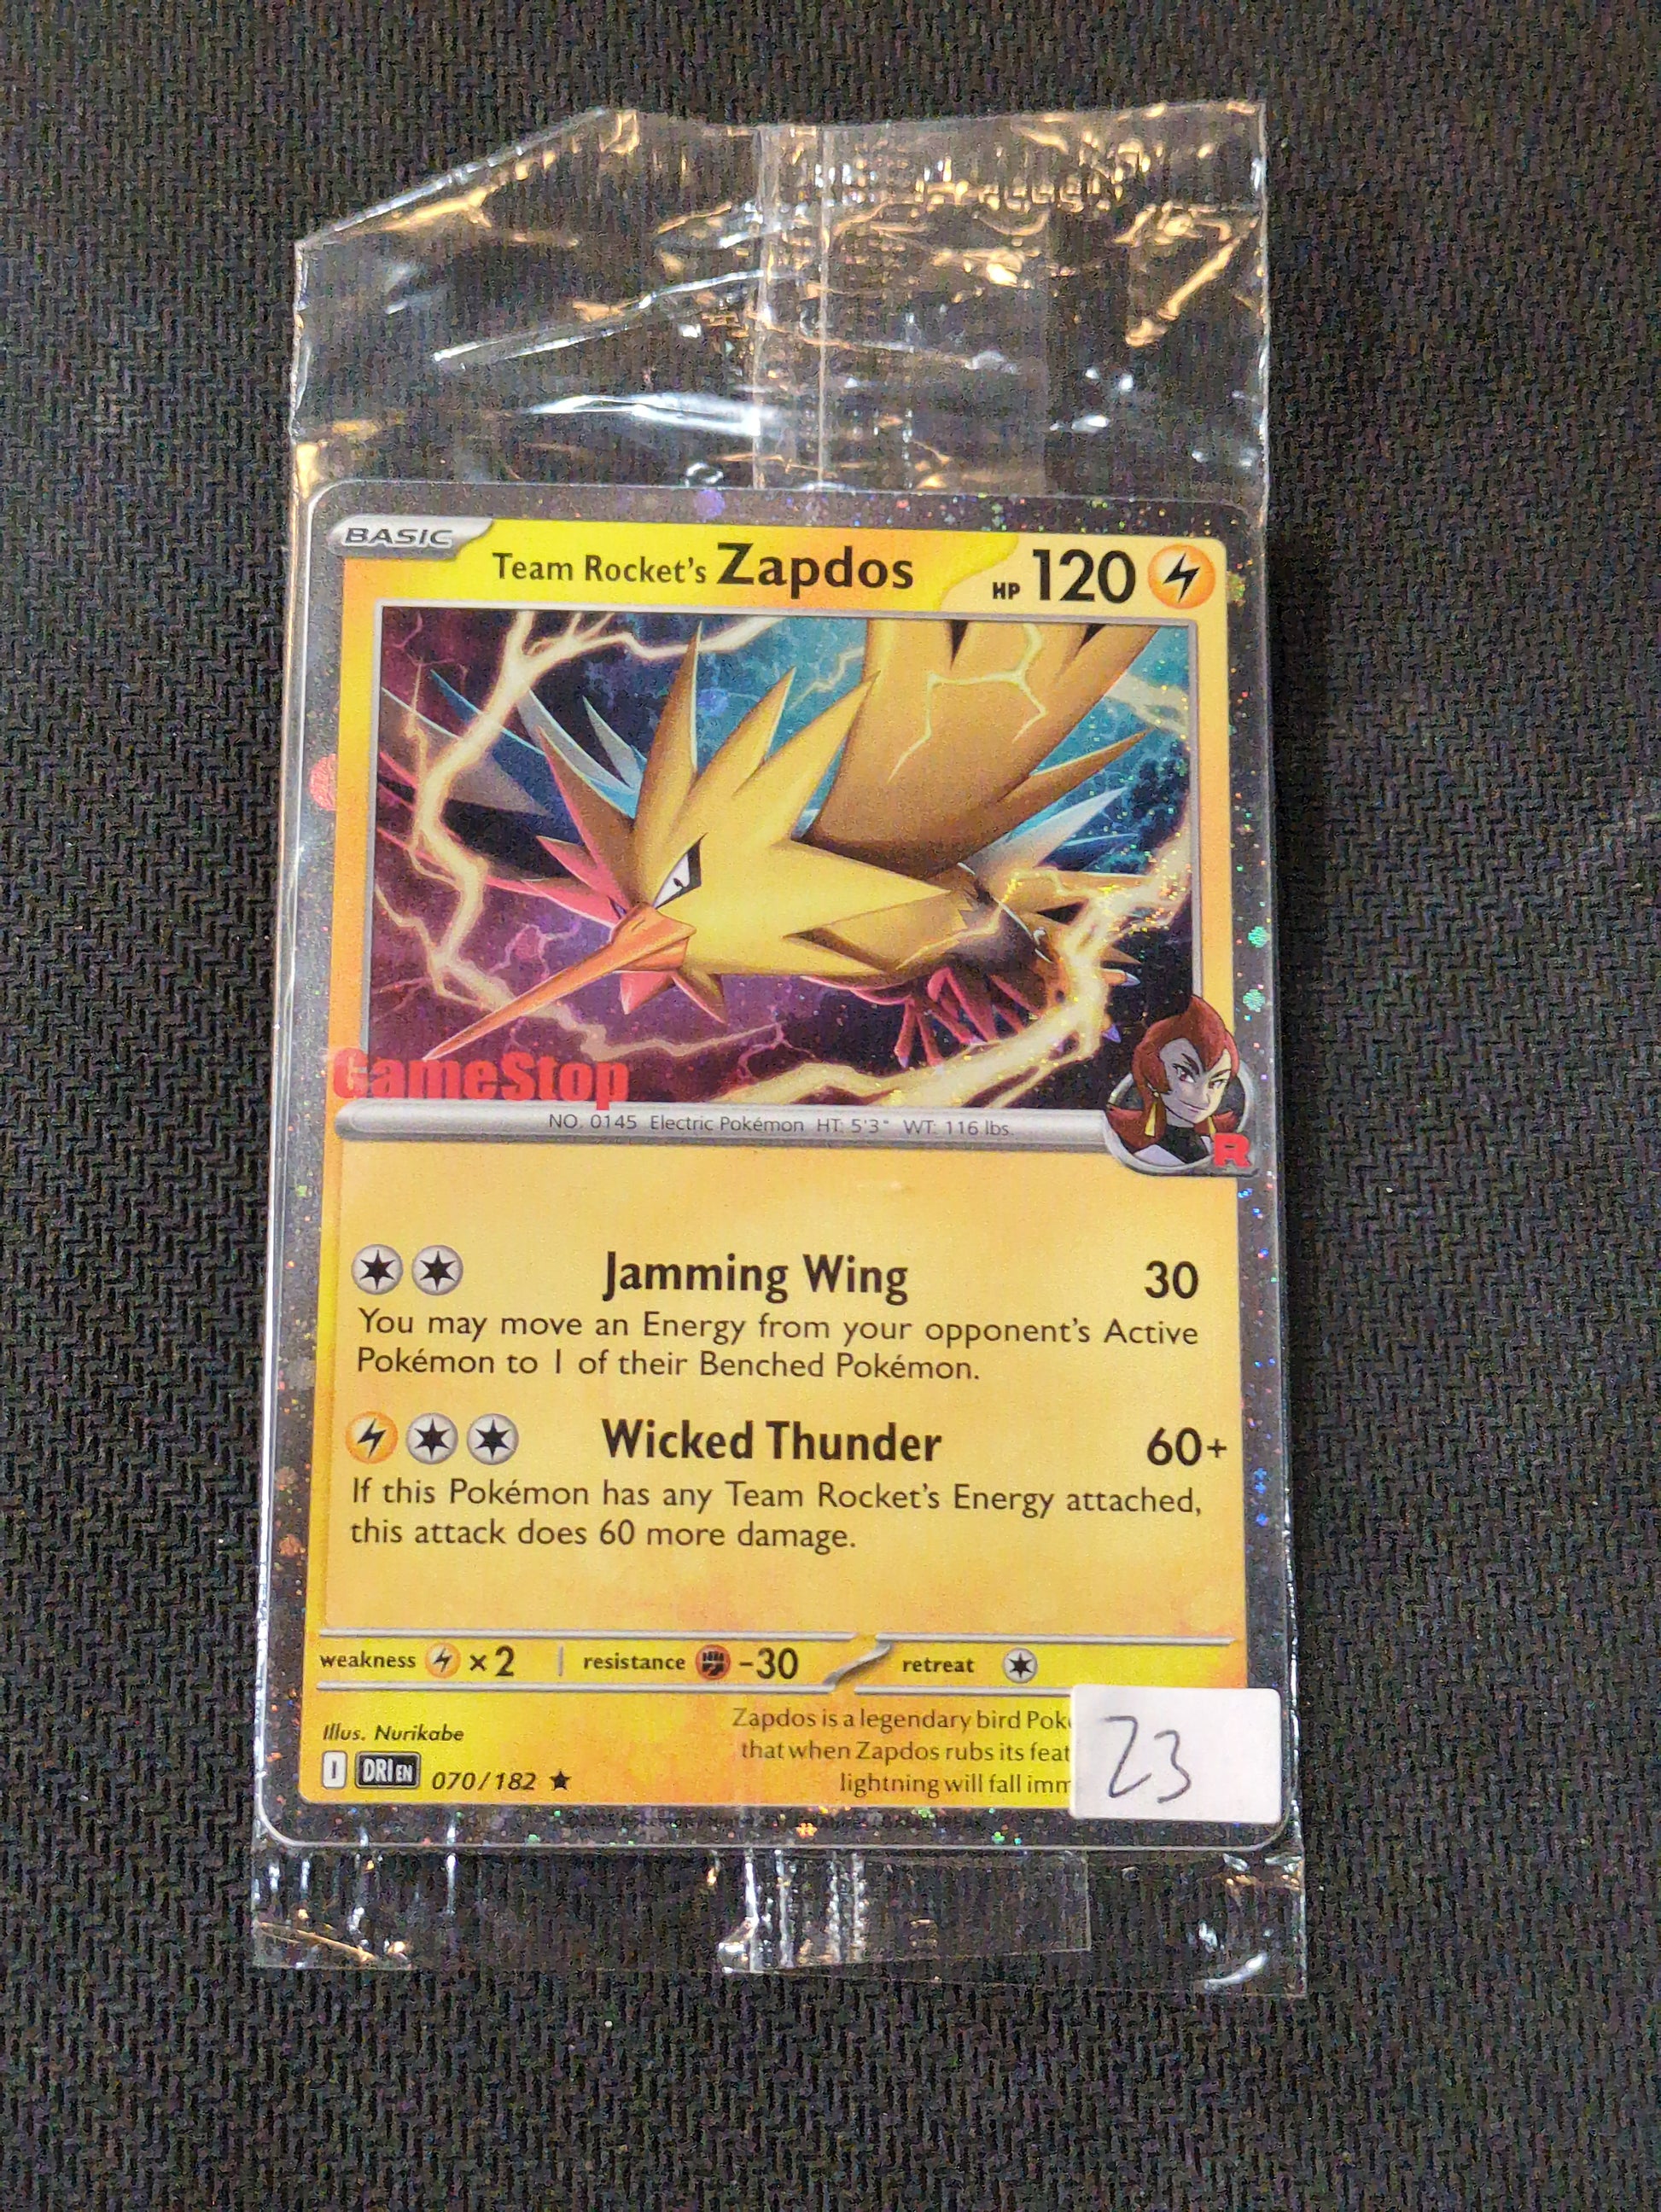 BASIC
Team Rocket's Zapdos HP 120
GameStop
NO. 0145 Electric Pokémon HT: 5'3" WT: 116 lbs.
R
Jamming Wing 30
You may move an Energy from your opponent's Active
Pokémon to 1 of their Benched Pokémon.
Wicked Thunder 60+
If this Pokémon has any Team Rocket's Energy attached,
this attack does 60 more damage.
weakness ×2 resistance -30 retreat
Illus. Nurikabe
Zapdos is a legendary bird Pok
that when Zapdos rubs its feat
lightning will fall imm
I DRI EN 070/182 ★
23